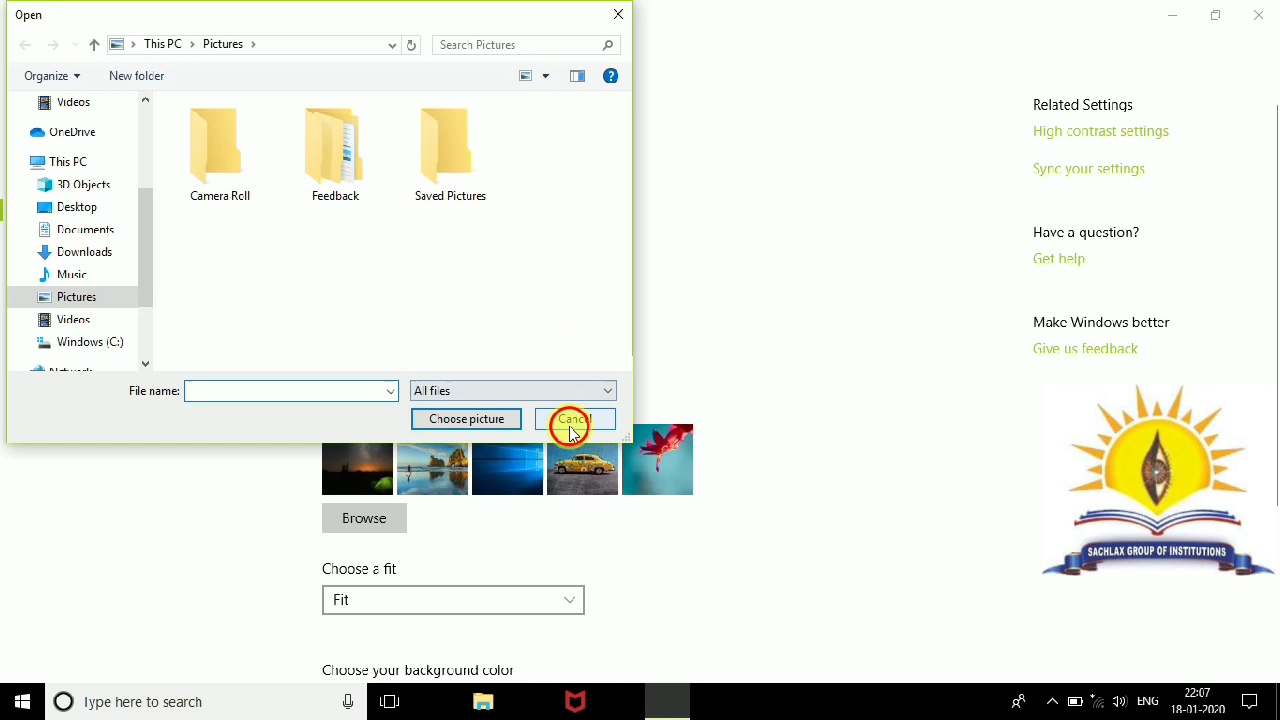 Open
This PC
Pictures
Search Pictures
Organize
New folder
Videos
OneDrive
This PC
3D Objects
Desktop
Documents
Downloads
Music
Pictures
Videos
Windows (C:)
Camera Roll
Feedback
Saved Pictures
File name:
All files
Choose picture
Cancel
Browse
Choose a fit
Fit
Choose your background color
Related Settings
High contrast settings
Sync your settings
Have a question?
Get help
Make Windows better
Give us feedback
SACHLAX GROUP OF INSTITUTIONS
Type here to search
ENG
22:07
18-01-2020